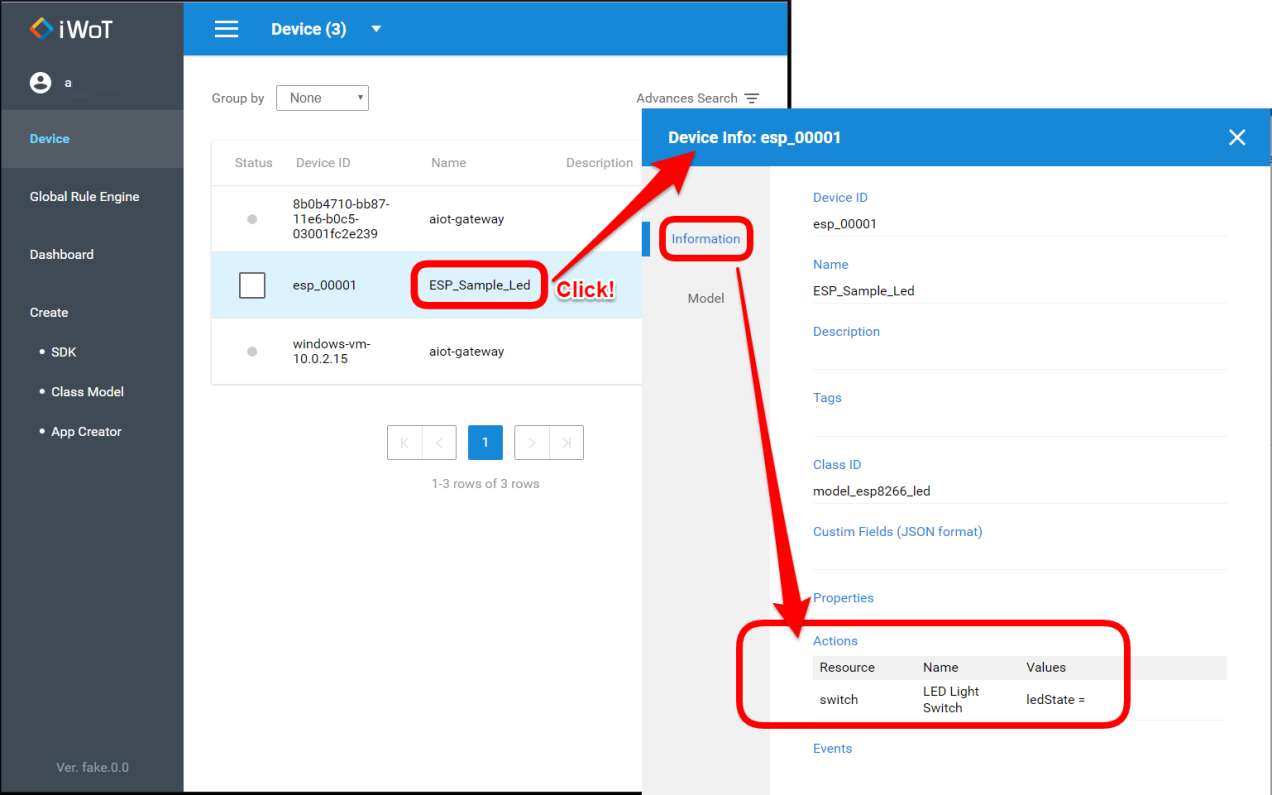 iWoT
a
Device
Global Rule Engine
Dashboard
Create
SDK
Class Model
App Creator
Ver. fake.0.0
Device (3)
Group by None
Advances Search
Status Device ID Name Description
8b0b4710-bb87-
11e6-b0c5-
03001fc2e239
aiot-gateway
esp_00001 ESP_Sample_Led
Click!
windows-vm-
10.0.2.15
aiot-gateway
1
1-3 rows of 3 rows
Device Info: esp_00001
Information
Model
Device ID
esp_00001
Name
ESP_Sample_Led
Description
Tags
Class ID
model_esp8266_led
Custim Fields (JSON format)
Properties
Actions
Resource Name Values
switch LED Light Switch ledState =
Events